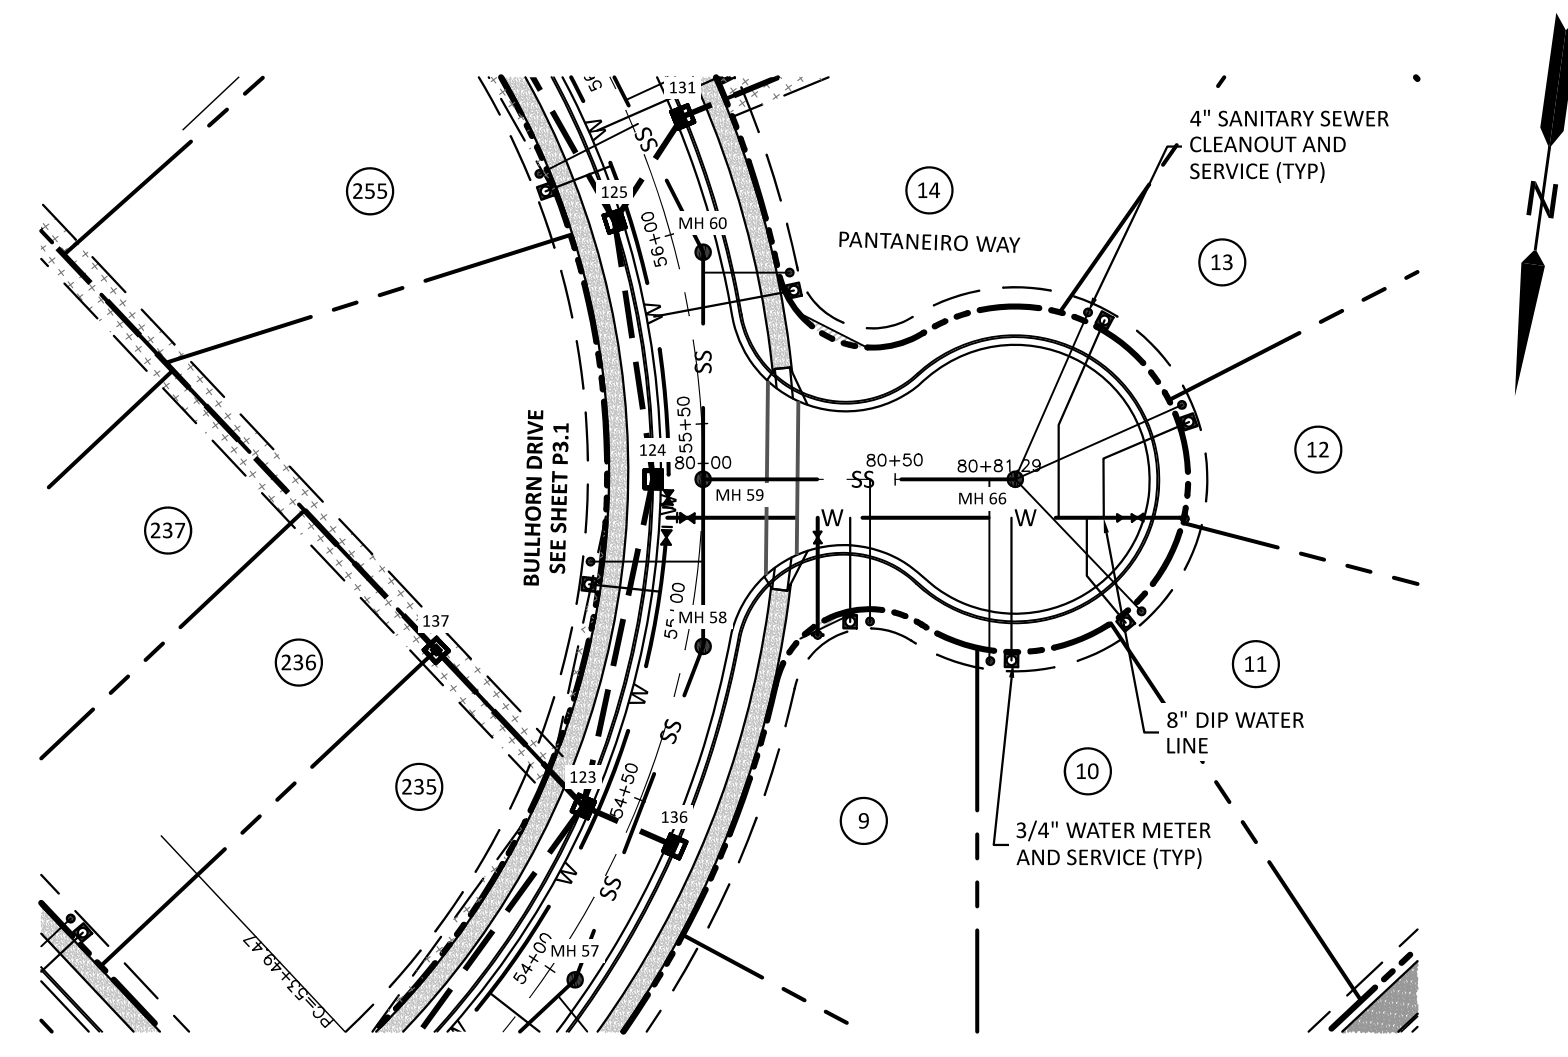 131
4" SANITARY SEWER
CLEANOUT AND
SERVICE (TYP)
W
SS
255
125
14
N
MH 60
56+00
PANTANEIRO WAY
13
W
SS
55+50
BULLHORN DRIVE
SEE SHEET P3.1
124
80+00
80+50
80+81.29
12
SS
MH 59
MH 66
W
W
237
55+00
MH 58
137
236
11
W
SS
8" DIP WATER
LINE
10
123
54+50
235
136
9
3/4" WATER METER
AND SERVICE (TYP)
W
SS
54+00
MH 57
PC=53+49.47
W